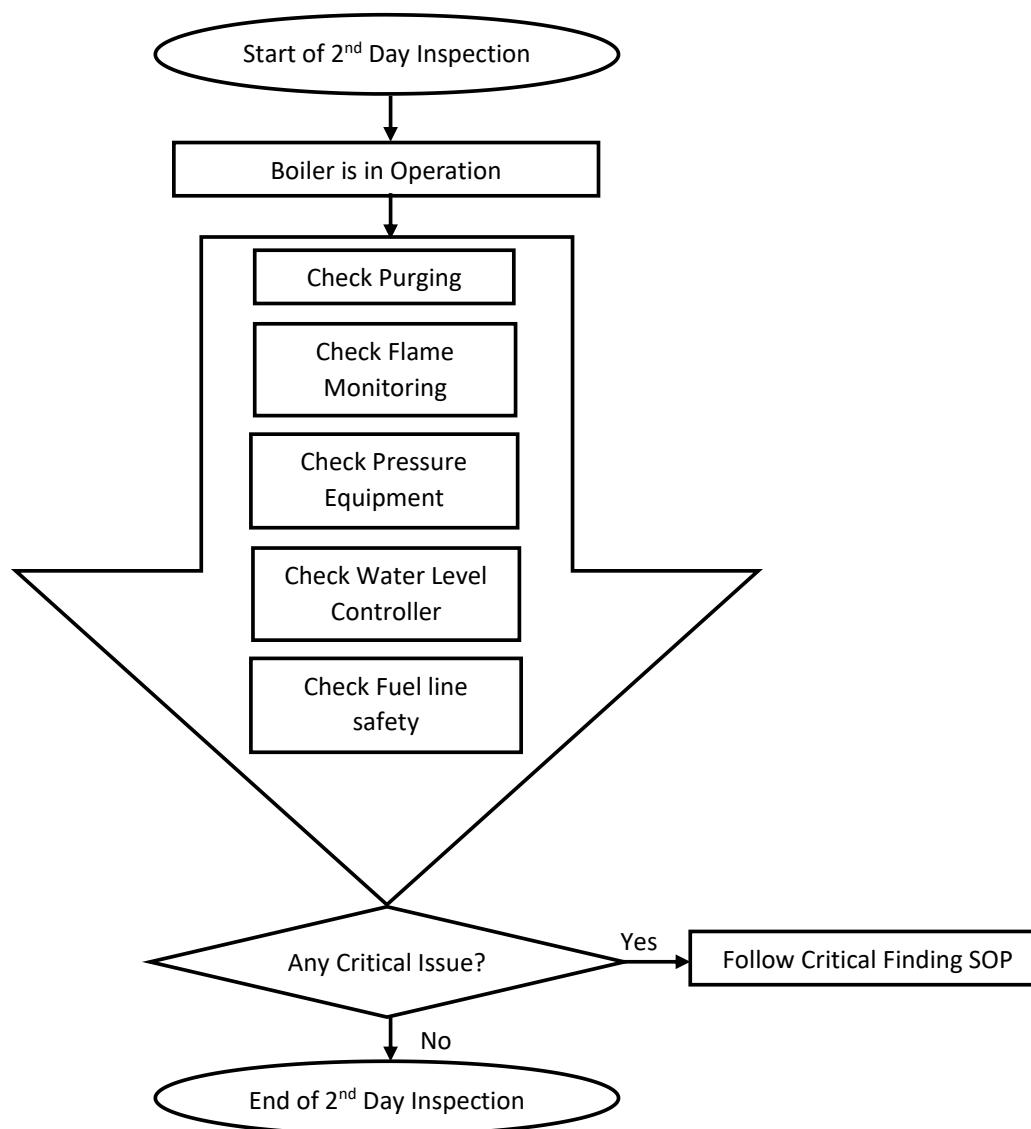 Start of 2nd Day Inspection
Boiler is in Operation
Check Purging
Check Flame
Monitoring
Check Pressure
Equipment
Check Water Level
Controller
Check Fuel line
safety
Any Critical Issue?
Yes
Follow Critical Finding SOP
No
End of 2nd Day Inspection